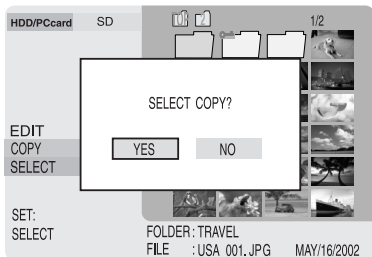 HDD/PCcard SD 1/2
SELECT COPY?
YES NO
EDIT
COPY
SELECT
SET:
SELECT
FOLDER: TRAVEL
FILE : USA 001.JPG MAY/16/2002